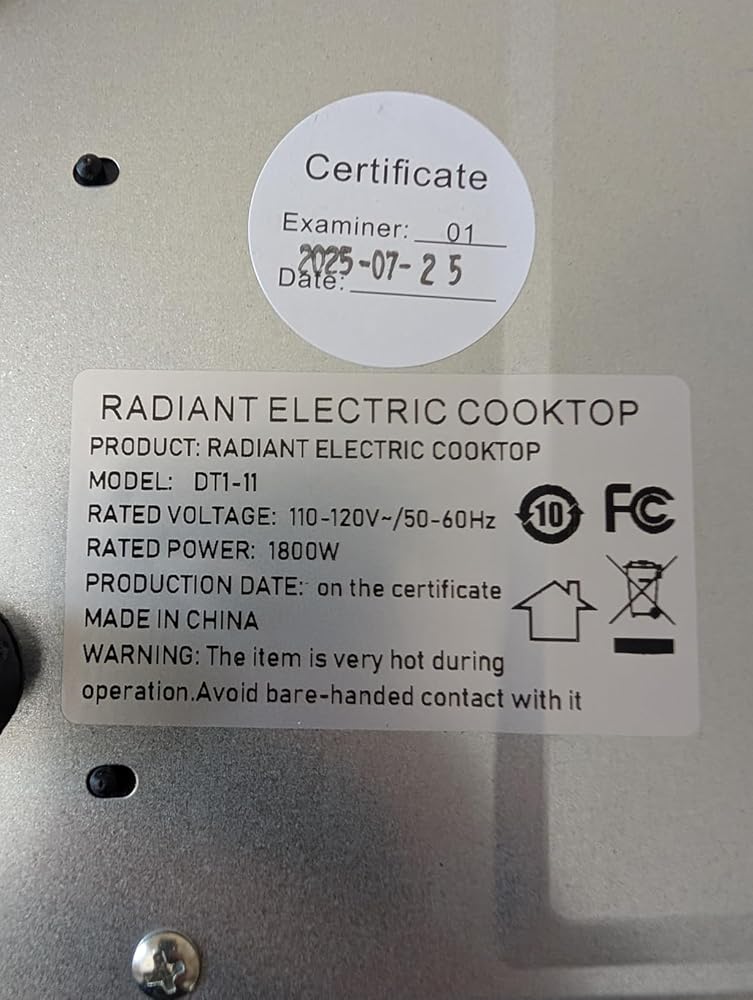 Certificate
Examiner: 01
2025-07-25
Date:
RADIANT ELECTRIC COOKTOP
PRODUCT: RADIANT ELECTRIC COOKTOP
MODEL: DT1-11
RATED VOLTAGE: 110-120V~/50-60Hz
RATED POWER: 1800W
PRODUCTION DATE: on the certificate
MADE IN CHINA
WARNING: The item is very hot during
operation.Avoid bare-handed contact with it
10
FC